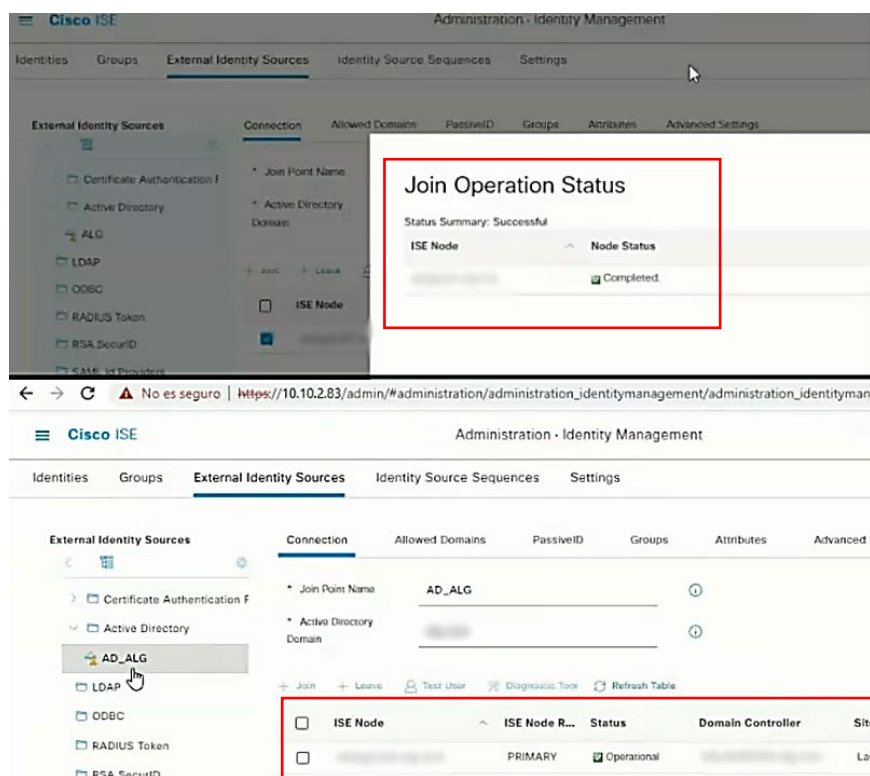 Cisco ISE
Administration · Identity Management
Identities Groups External Identity Sources Identity Source Sequences Settings
External Identity Sources
Connection Allowed Domains PassiveID Groups Attributes Advanced Settings
Certificate Authentication F
Active Directory
ALG
LDAP
ODBC
RADIUS Token
RSA SecurID
SAML Id Providers
* Join Point Name
* Active Directory
Domain
+ Join + Leave
ISE Node
Join Operation Status
Status Summary: Successful
ISE Node Node Status
Completed.
No es seguro | https://10.10.2.83/admin/#administration/administration_identitymanagement/administration_identityman
Cisco ISE
Administration · Identity Management
Identities Groups External Identity Sources Identity Source Sequences Settings
External Identity Sources
Connection Allowed Domains PassiveID Groups Attributes Advanced
Certificate Authentication F
Active Directory
AD_ALG
LDAP
ODBC
RADIUS Token
RSA SecurID
* Join Point Name AD_ALG
* Active Directory
Domain
+ Join + Leave Test User Diagnostic Tool Refresh Table
ISE Node ISE Node R... Status Domain Controller Sit
PRIMARY Operational La